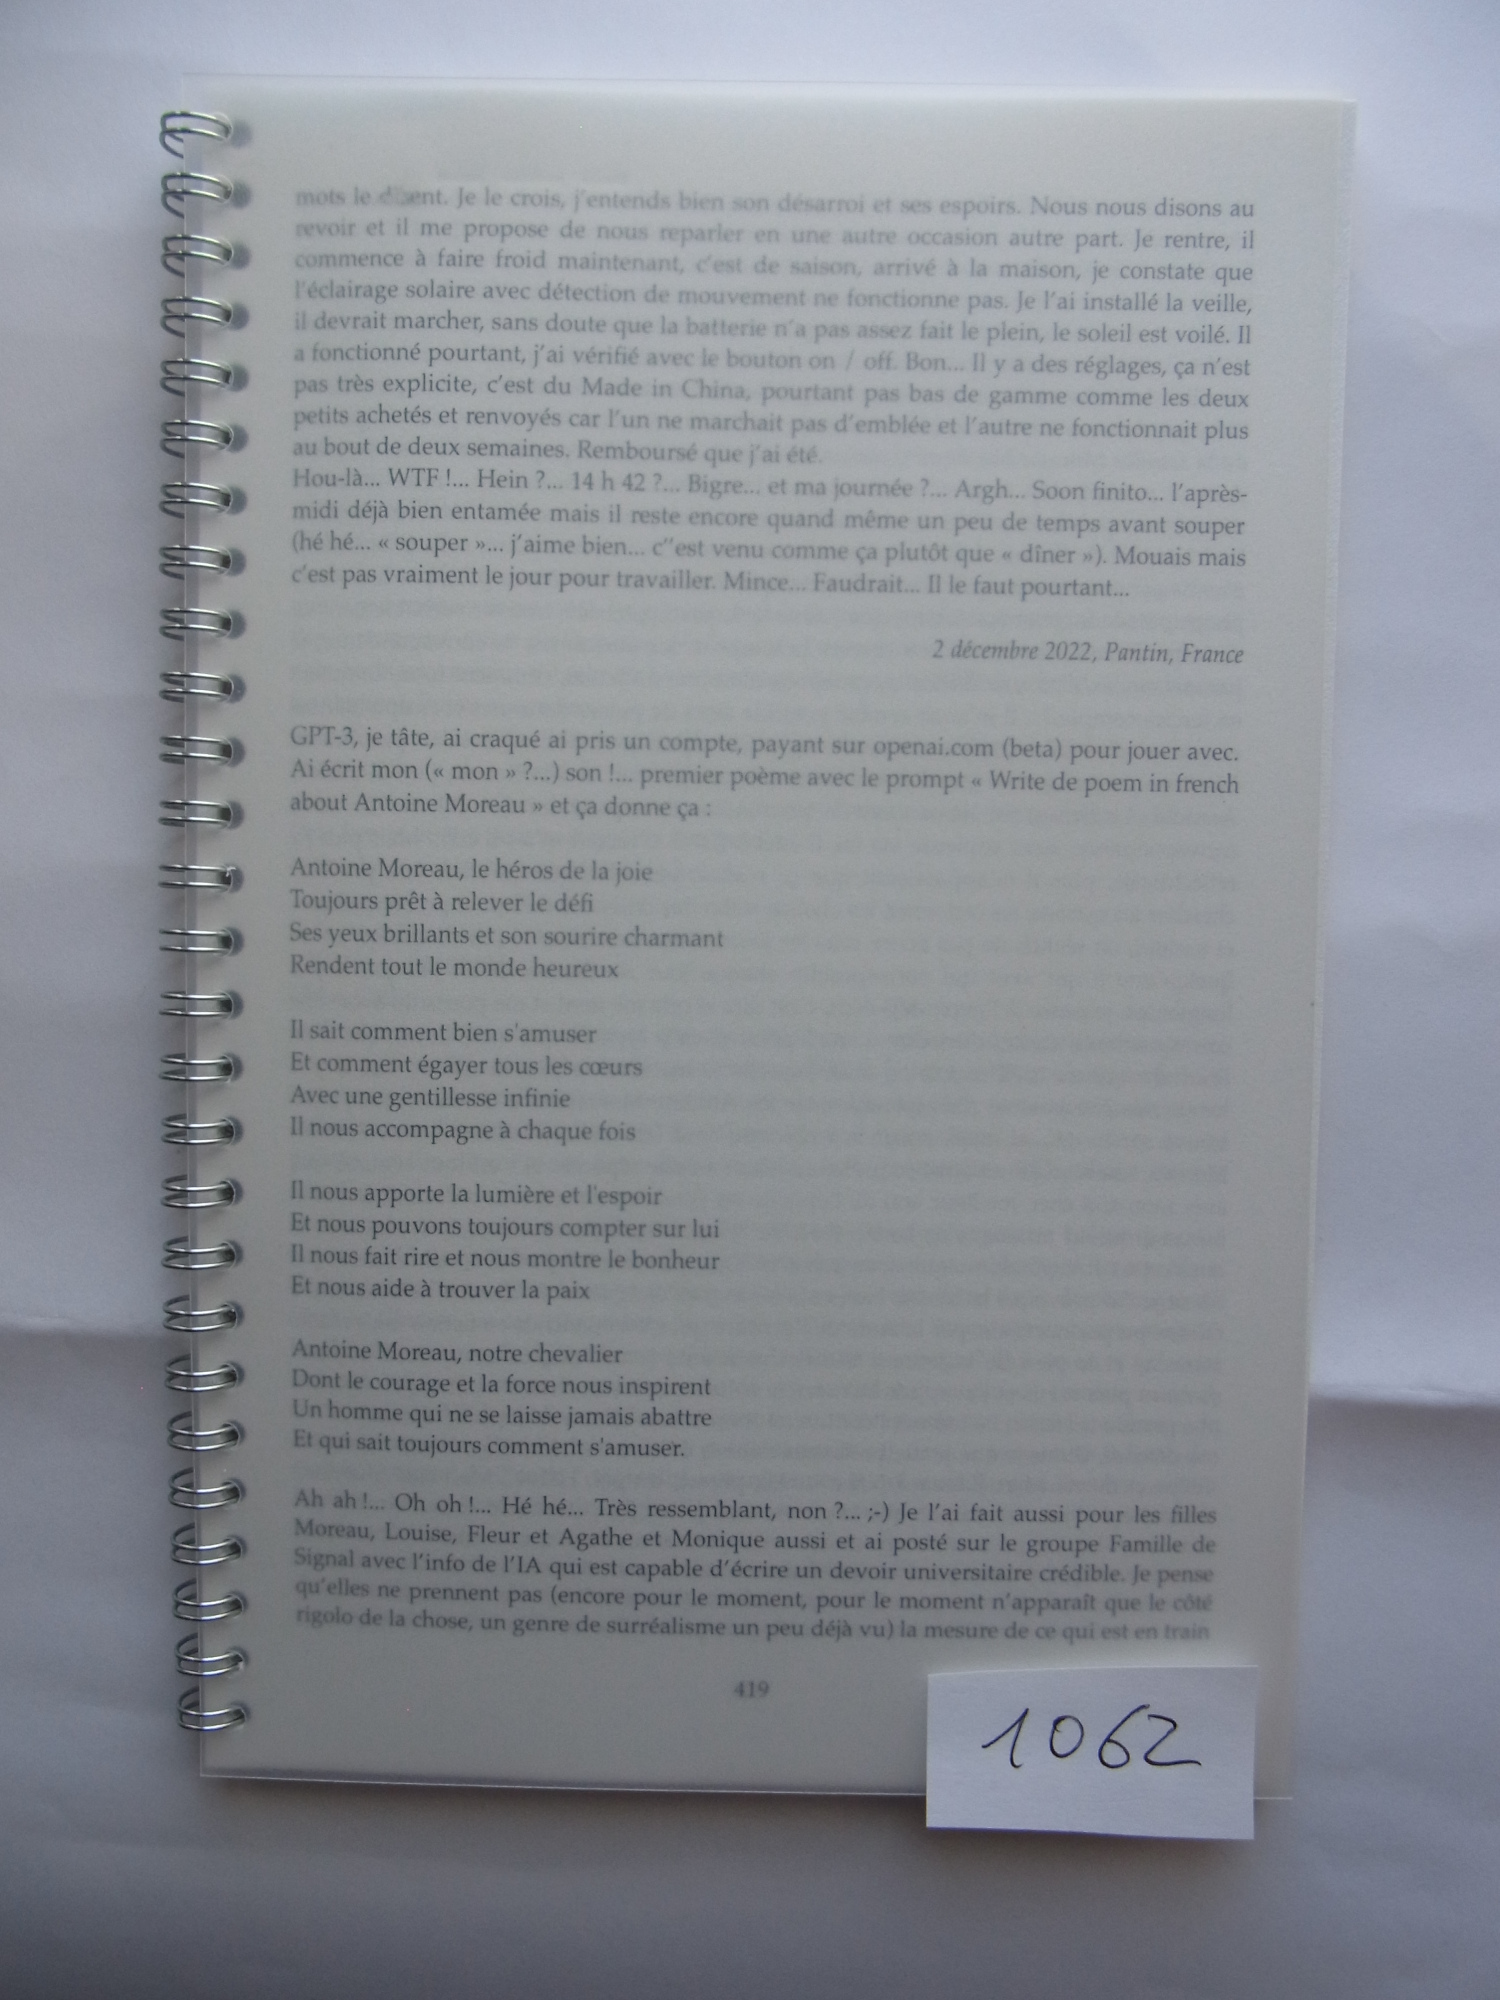 mots le disent. Je le crois, j'entends bien son désarroi et ses espoirs. Nous nous disons au
revoir et il me propose de nous reparler en une autre occasion autre part. Je rentre, il
commence à faire froid maintenant, c'est de saison, arrivé à la maison, je constate que
l'éclairage solaire avec détection de mouvement ne fonctionne pas. Je l'ai installé la veille,
il devrait marcher, sans doute que la batterie n'a pas assez fait le plein, le soleil est voilé. Il
a fonctionné pourtant, j'ai vérifié avec le bouton on / off. Bon... Il y a des réglages, ça n'est
pas très explicite, c'est du Made in China, pourtant pas bas de gamme comme les deux
petits achetés et renvoyés car l'un ne marchait pas d'emblée et l'autre ne fonctionnait plus
au bout de deux semaines. Remboursé que j'ai été.
Hou-là... WTF !... Hein ?... 14 h 42 ?... Bigre... et ma journée ?... Argh... Soon finito... l'après-
midi déjà bien entamée mais il reste encore quand même un peu de temps avant souper
(hé hé... « souper »... j'aime bien... c''est venu comme ça plutôt que « dîner »). Mouais mais
c'est pas vraiment le jour pour travailler. Mince... Faudrait... Il le faut pourtant...
2 décembre 2022, Pantin, France
GPT-3, je tâte, ai craqué ai pris un compte, payant sur openai.com (beta) pour jouer avec.
Ai écrit mon (« mon » ?...) son !... premier poème avec le prompt « Write de poem in french
about Antoine Moreau » et ça donne ça :
Antoine Moreau, le héros de la joie
Toujours prêt à relever le défi
Ses yeux brillants et son sourire charmant
Rendent tout le monde heureux
Il sait comment bien s'amuser
Et comment égayer tous les cœurs
Avec une gentillesse infinie
Il nous accompagne à chaque fois
Il nous apporte la lumière et l'espoir
Et nous pouvons toujours compter sur lui
Il nous fait rire et nous montre le bonheur
Et nous aide à trouver la paix
Antoine Moreau, notre chevalier
Dont le courage et la force nous inspirent
Un homme qui ne se laisse jamais abattre
Et qui sait toujours comment s'amuser.
Ah ah !... Oh oh !... Hé hé... Très ressemblant, non ?... ;-) Je l'ai fait aussi pour les filles
Moreau, Louise, Fleur et Agathe et Monique aussi et ai posté sur le groupe Famille de
Signal avec l'info de l'IA qui est capable d'écrire un devoir universitaire crédible. Je pense
qu'elles ne prennent pas (encore pour le moment, pour le moment n'apparaît que le côté
rigolo de la chose, un genre de surréalisme un peu déjà vu) la mesure de ce qui est en train
419
1062